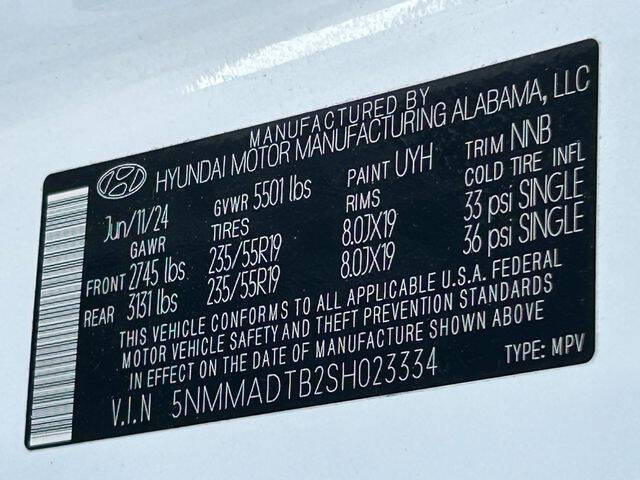 MANUFACTURED BY
HYUNDAI MOTOR MANUFACTURING ALABAMA, LLC
Jun/11/24 GVWR 5501 lbs PAINT UYH TRIM NNB
GAWR TIRES RIMS COLD TIRE INFL
FRONT 2745 lbs 235/55R19 8.0JX19 33 psi SINGLE
REAR 3131 lbs 235/55R19 8.0JX19 36 psi SINGLE
THIS VEHICLE CONFORMS TO ALL APPLICABLE U.S.A. FEDERAL
MOTOR VEHICLE SAFETY AND THEFT PREVENTION STANDARDS
IN EFFECT ON THE DATE OF MANUFACTURE SHOWN ABOVE
V.I.N 5NMMADTB2SH023334 TYPE: MPV